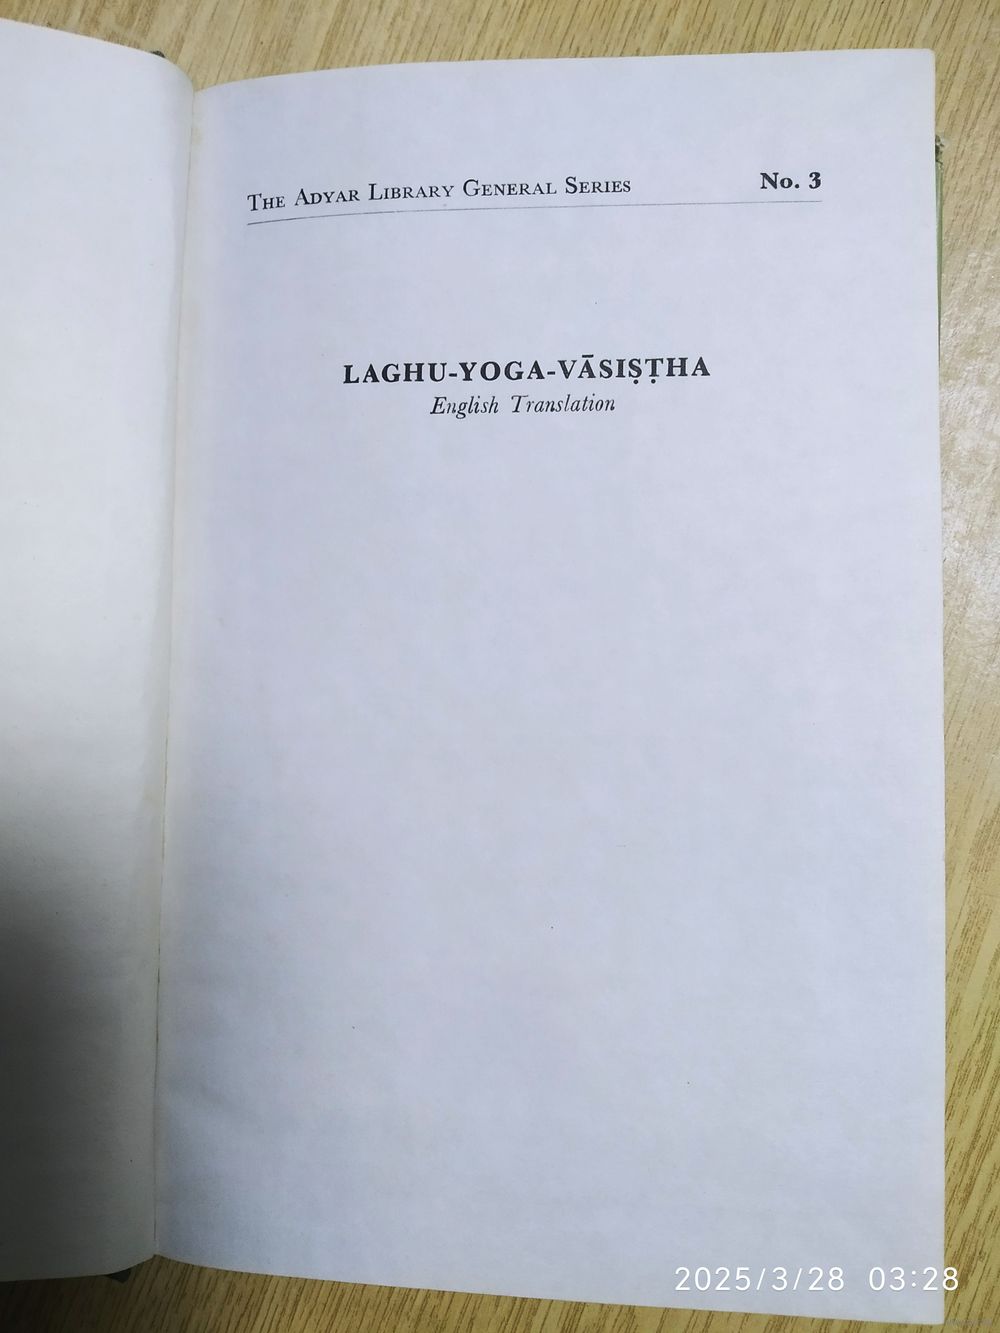 THE ADYAR LIBRARY GENERAL SERIES No. 3
LAGHU-YOGA-VĀSIṢṬHA
English Translation
2025/3/28 03:28